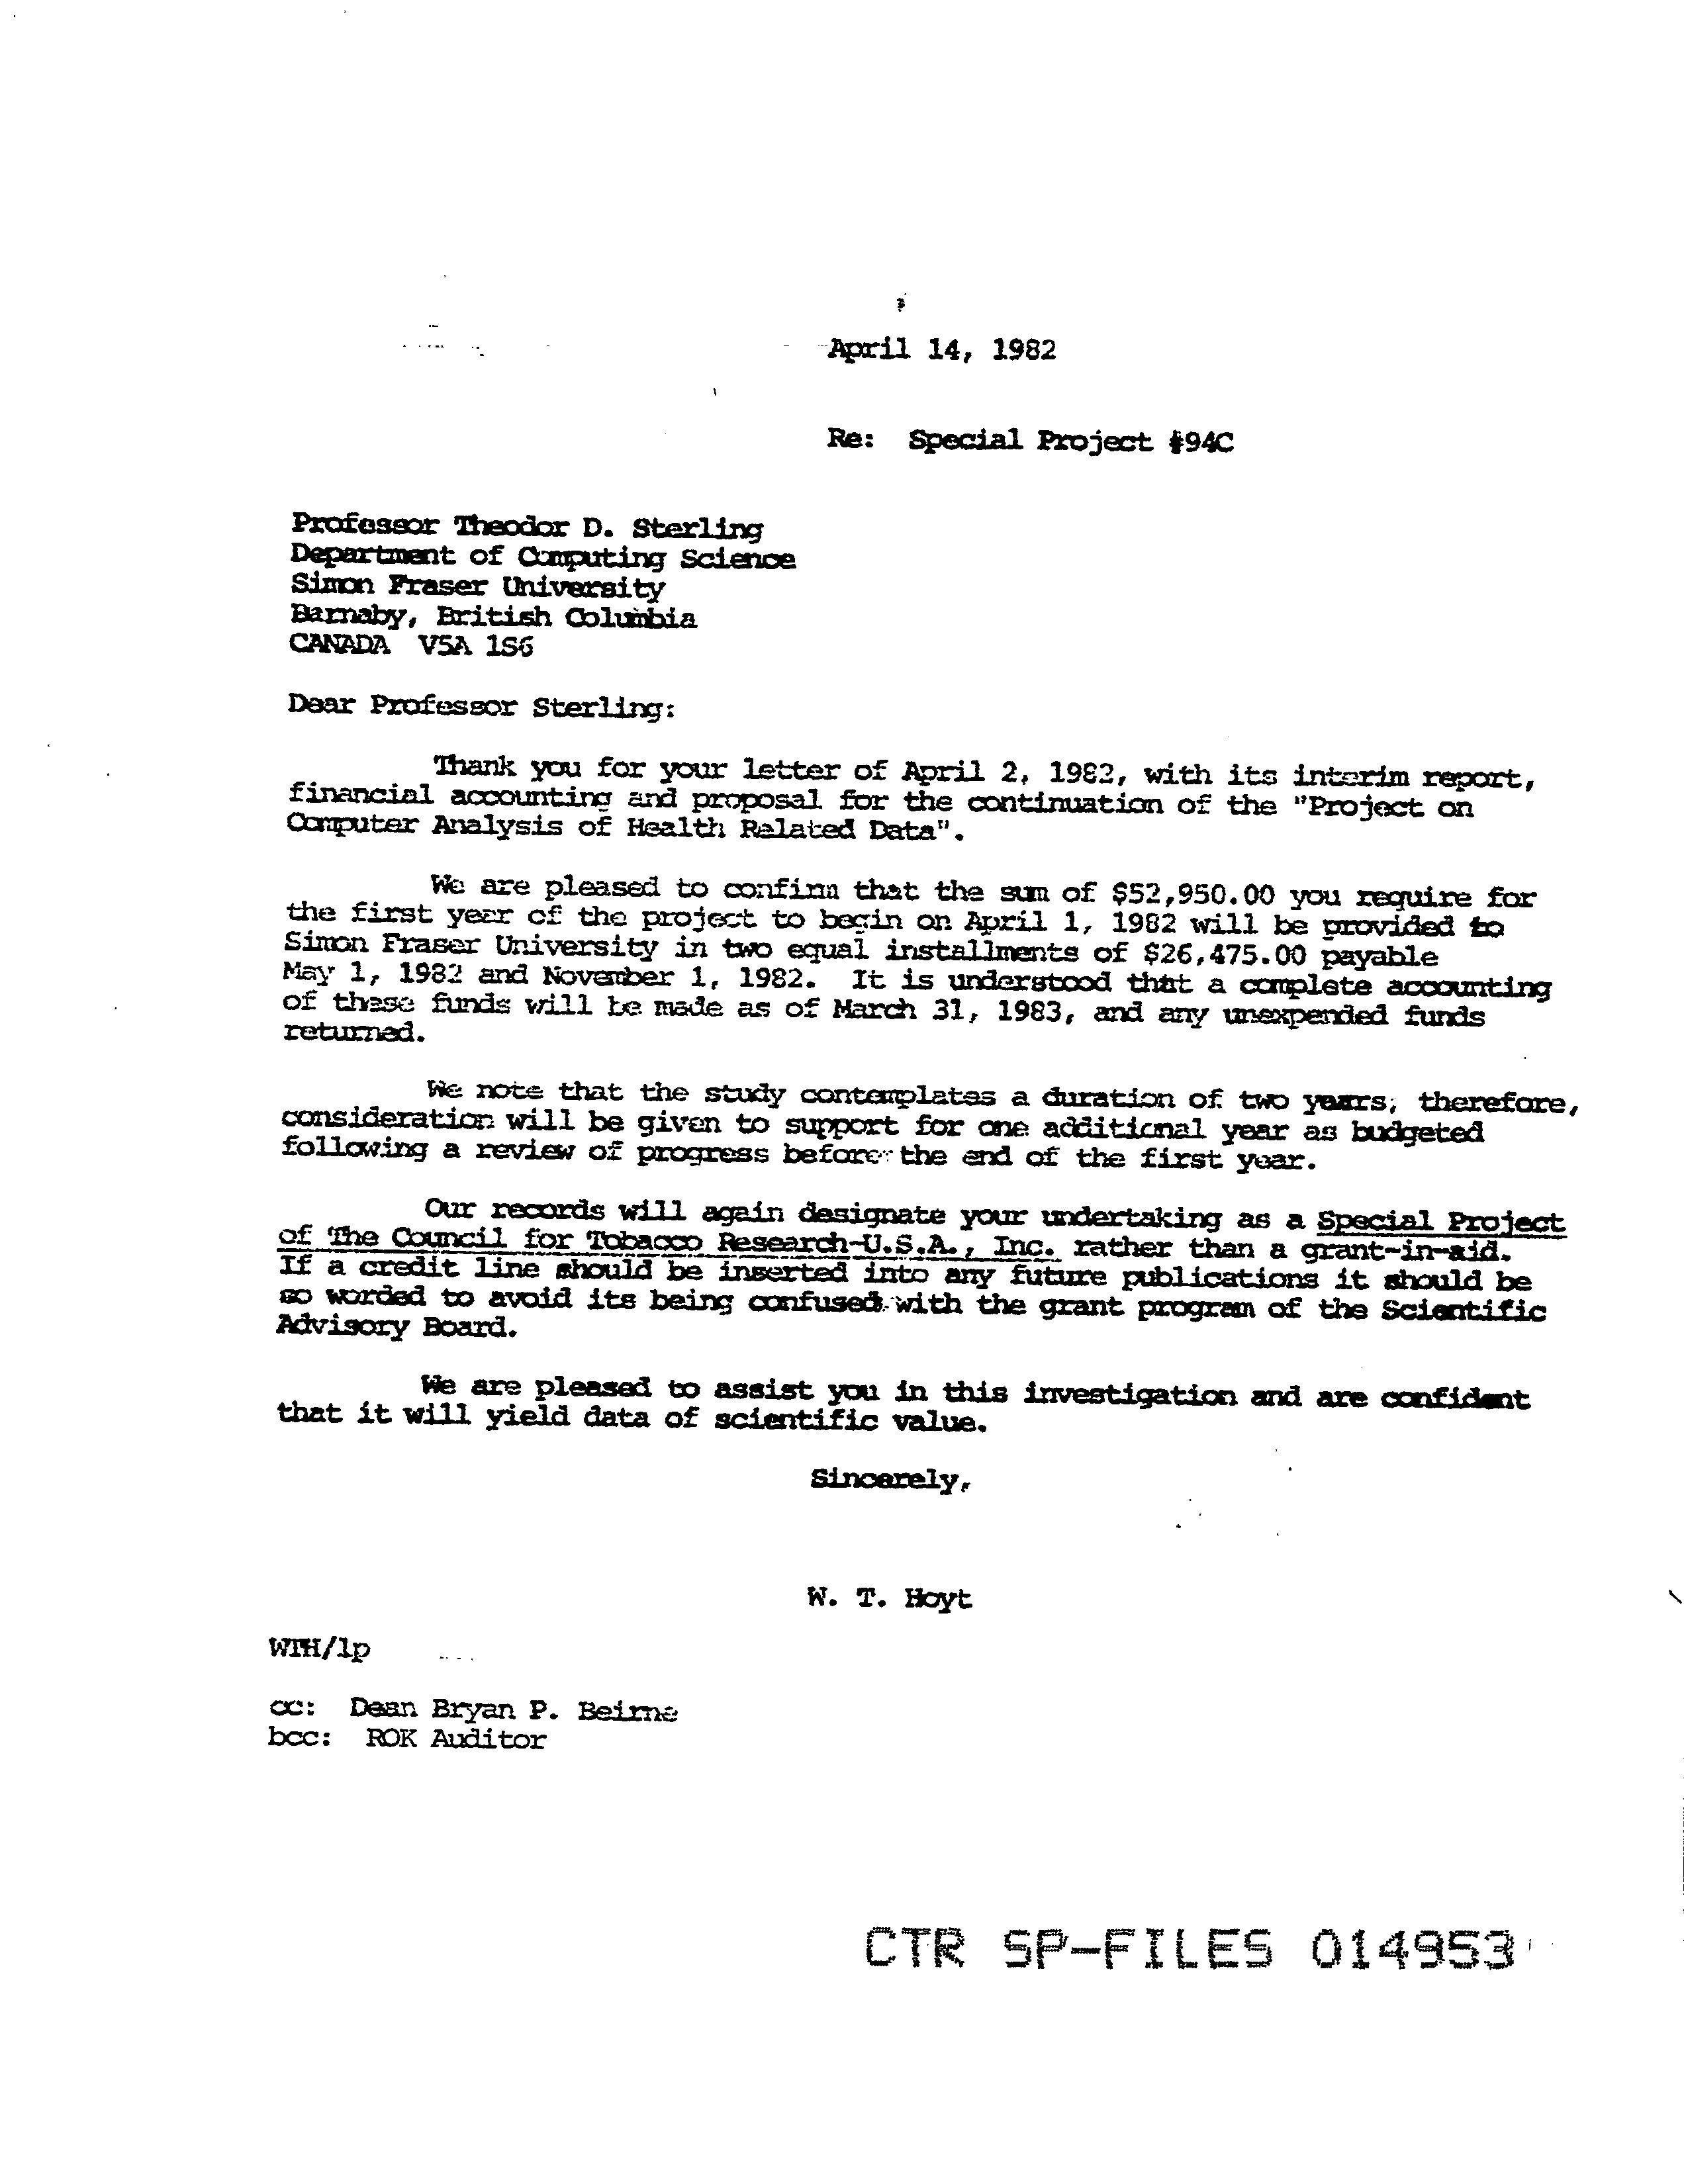 April 14, 1982
Re: Special Project #94C
Professor Theodor D. Sterling
Department of Computing Science
Simon Fraser University
Barnaby, British Columbia
CANADA V5A 1S6
Dear Professor Sterling:
Thank you for your letter of April 2, 1982, with its interim report,
financial accounting and proposal for the continuation of the "Project on
Computer Analysis of Health Related Data".
We are pleased to confirm that the sum of $52,950.00 you require for
the first year of the project to begin on April 1, 1982 will be provided to
Simon Fraser University in two equal installments of $26,475.00 payable
May 1, 1982 and November 1, 1982. It is understood that a complete accounting
of these funds will be made as of March 31, 1983, and any unexpended funds
returned.
We note that the study contemplates a duration of two years; therefore,
consideration will be given to support for one additional year as budgeted
following a review of progress before the end of the first year.
Our records will again designate your undertaking as a Special Project
of The Council for Tobacco Research-U.S.A., Inc. rather than a grant-in-aid.
If a credit line should be inserted into any future publications it should be
so worded to avoid its being confused with the grant program of the Scientific
Advisory Board.
We are pleased to assist you in this investigation and are confident
that it will yield data of scientific value.
Sincerely,
W. T. Hoyt
WTH/lp
cc: Dean Bryan P. Beirne
bcc: ROK Auditor
CTR SP-FILES 014953